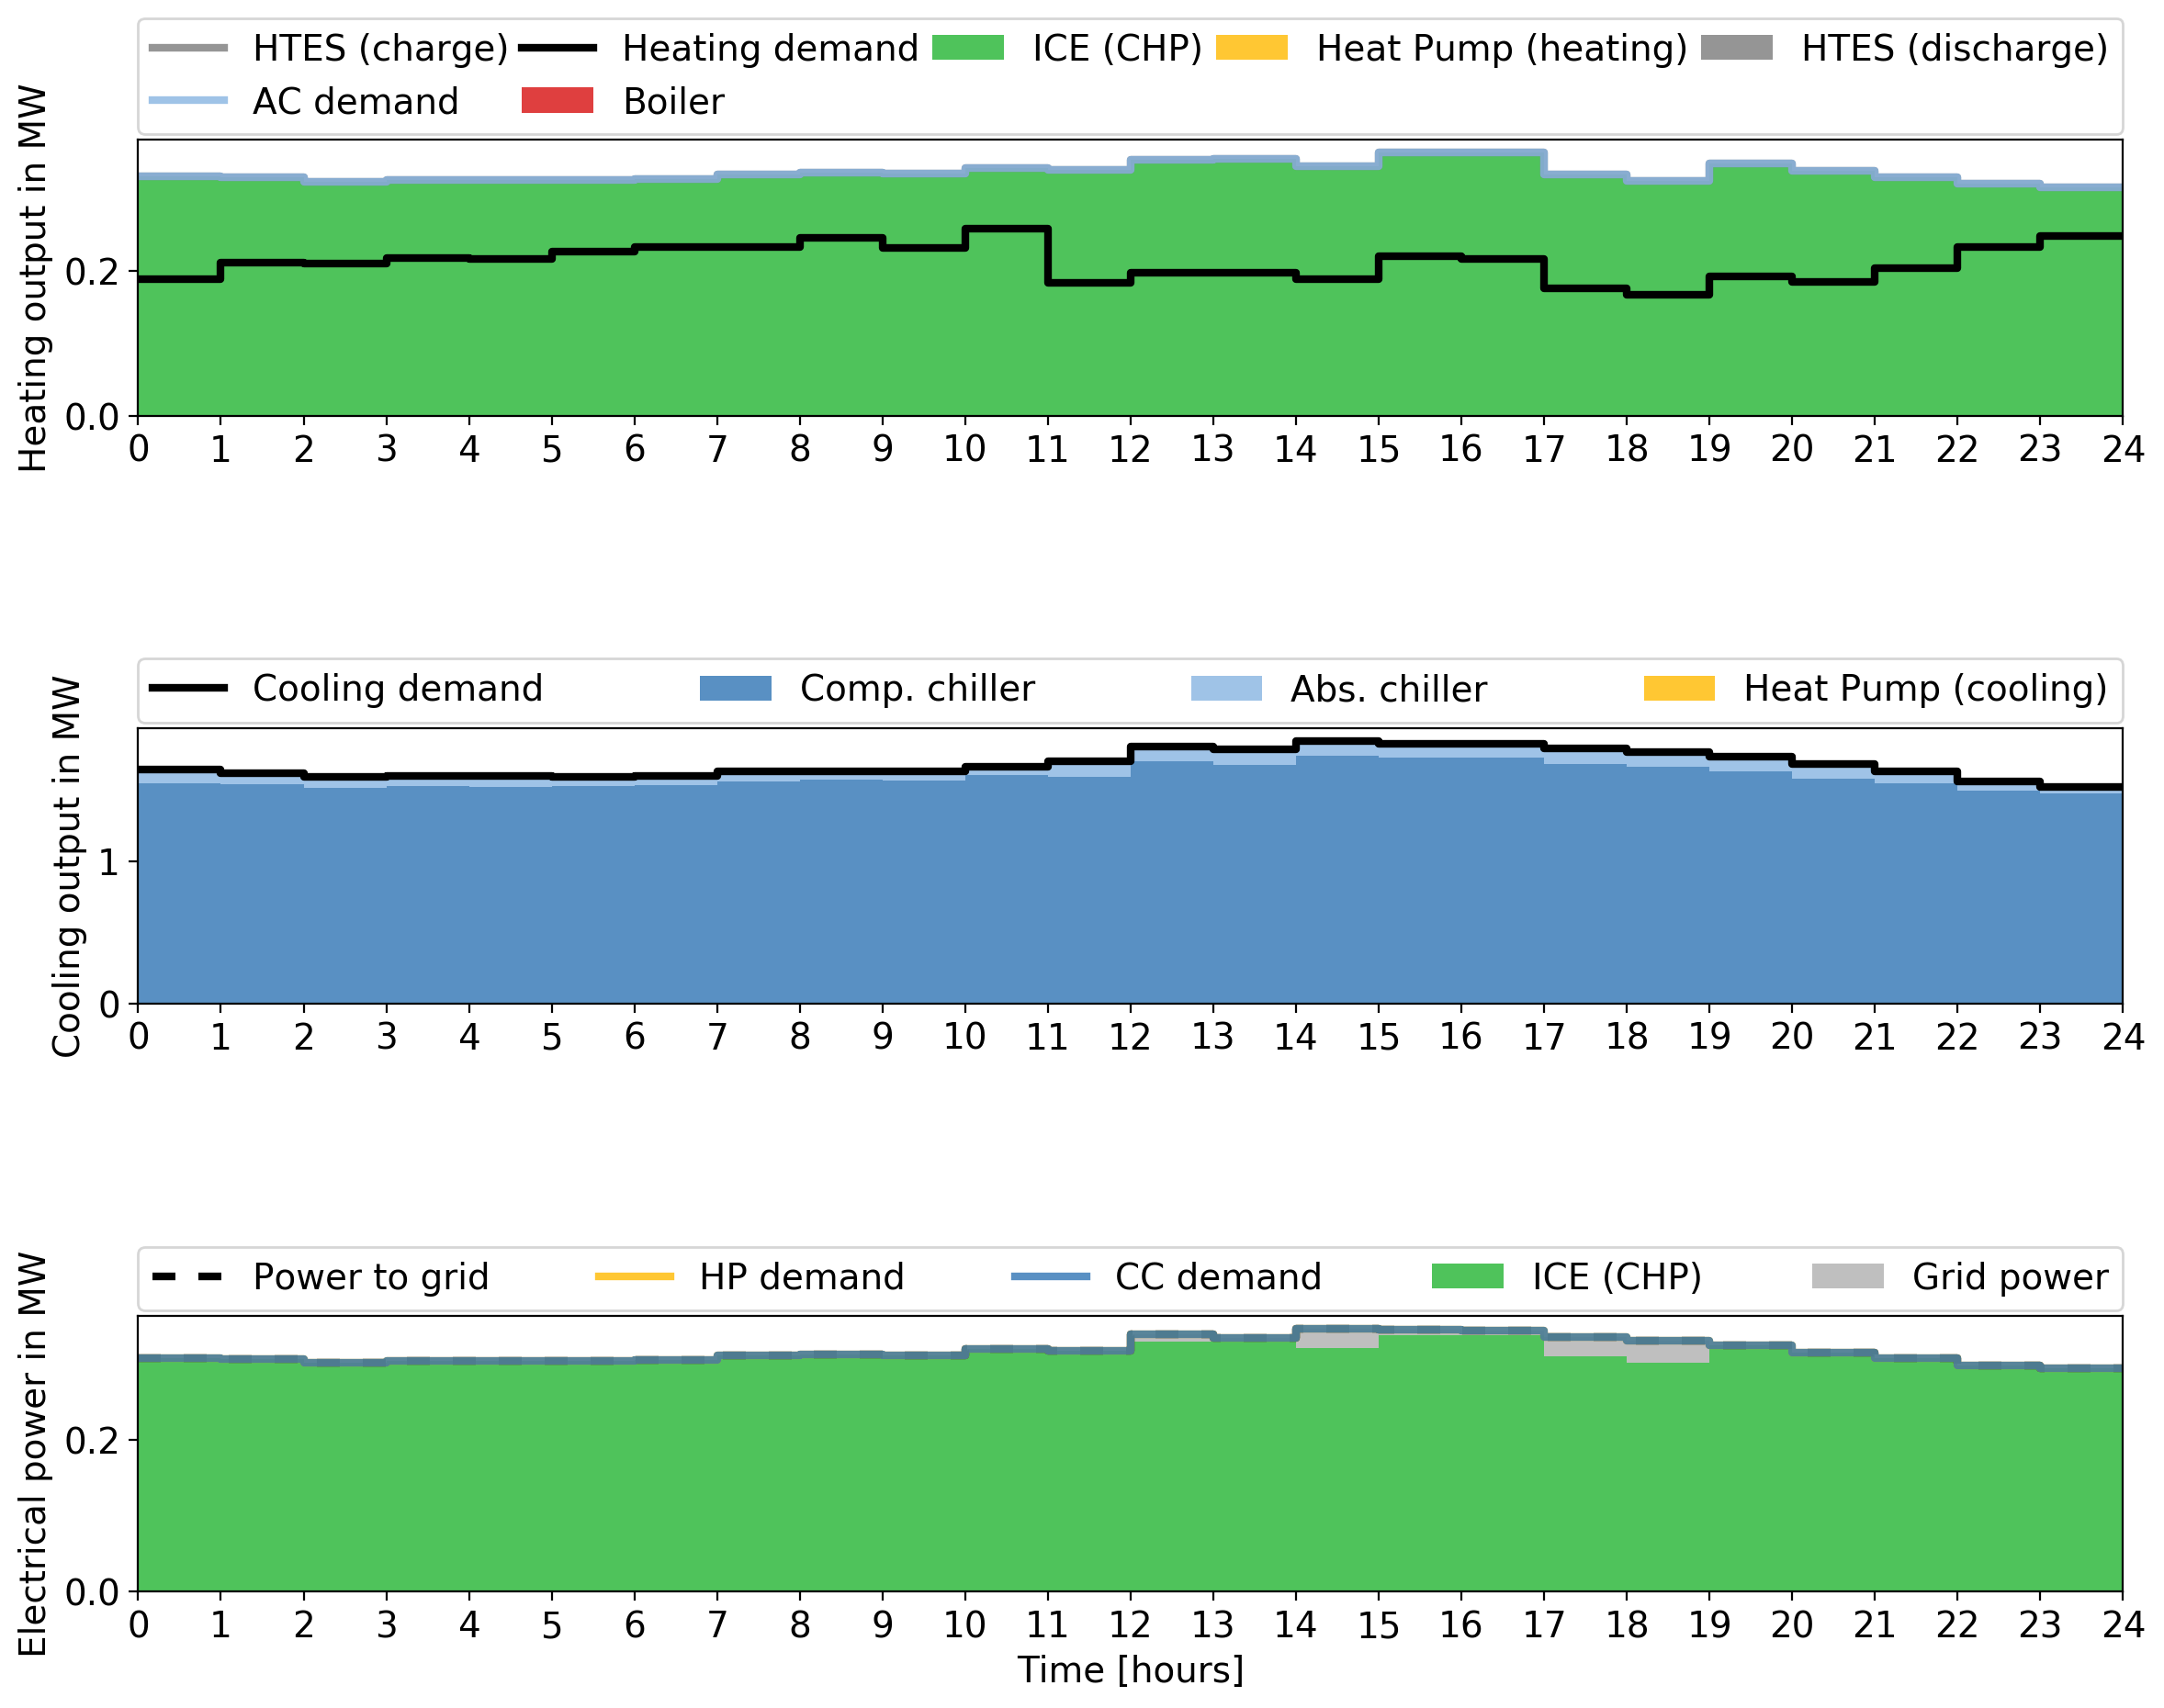 HTES (charge) Heating demand ICE (CHP) Heat Pump (heating) HTES (discharge)
AC demand Boiler
Heating output in MW
0.2
0.0
0 1 2 3 4 5 6 7 8 9 10 11 12 13 14 15 16 17 18 19 20 21 22 23 24
Cooling demand Comp. chiller Abs. chiller Heat Pump (cooling)
Cooling output in MW
1
0
0 1 2 3 4 5 6 7 8 9 10 11 12 13 14 15 16 17 18 19 20 21 22 23 24
Power to grid HP demand CC demand ICE (CHP) Grid power
Electrical power in MW
0.2
0.0
0 1 2 3 4 5 6 7 8 9 10 11 12 13 14 15 16 17 18 19 20 21 22 23 24
Time [hours]